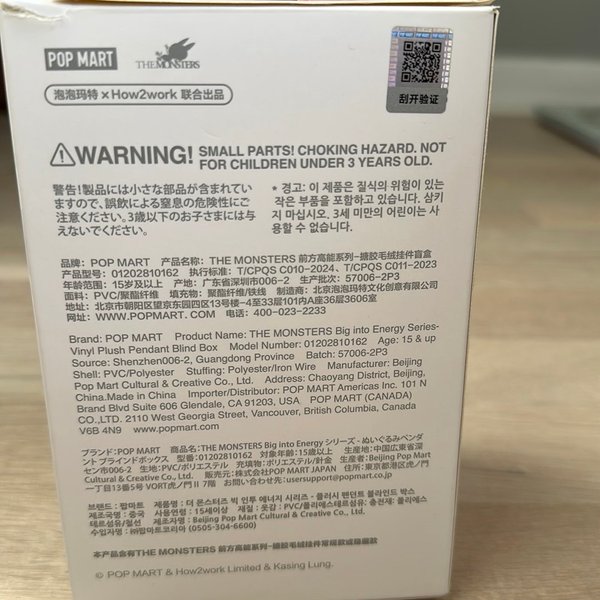 POP MART
THE MONSTERS
泡泡玛特 × How2work 联合出品
刮开验证
WARNING! SMALL PARTS! CHOKING HAZARD. NOT
FOR CHILDREN UNDER 3 YEARS OLD.
警告！製品には小さな部品が含まれていま
すので、誤飲による窒息の危険性にご
注意ください。3歳以下のお子さまには与
えないでください。
* 경고: 이 제품은 질식의 위험이 있는
작은 부품을 포함하고 있습니다. 삼키
지 마십시오. 3세 미만의 어린이는 사
용할 수 없습니다.
品牌：POP MART 产品名称：THE MONSTERS 前方高能系列-搪胶毛绒挂件盲盒
产品型号：01202810162 执行标准：T/CPQS C010-2024、T/CPQS C011-2023
年龄范围：15岁及以上 产地：广东省深圳市006-2 生产批次：57006-2P3
面料：PVC/聚酯纤维 填充物：聚酯纤维/铁线 制造商：北京泡泡玛特文化创意有限公司
地址：北京市朝阳区望京东园四区13号楼-4至33层101内A座36层3606室
网址：WWW.POPMART.COM 电话：400-023-2233
Brand: POP MART Product Name: THE MONSTERS Big into Energy Series-
Vinyl Plush Pendant Blind Box Model Number: 01202810162 Age: 15 & up
Source: Shenzhen006-2, Guangdong Province Batch: 57006-2P3
Shell: PVC/Polyester Stuffing: Polyester/Iron Wire Manufacturer: Beijing
Pop Mart Cultural & Creative Co., Ltd. Address: Chaoyang District, Beijing,
China.Made in China Importer/Distributor: POP MART Americas Inc. 101 N
Brand Blvd Suite 606 Glendale, CA 91203, USA POP MART (CANADA)
CO.,LTD. 2110 West Georgia Street, Vancouver, British Columbia, Canada
V6B 4N9 www.popmart.com
ブランド：POP MART 商品名：THE MONSTERS Big into Energy シリーズ - ぬいぐるみペンダ
ント ブラインドボックス 型番：01202810162 対象年齢：15歳以上 生産地：中国広東省深
セン市006-2 生地：PVC/ポリエステル 充填物：ポリエステル/針金 生産者：Beijing Pop Mart
Cultural & Creative Co., Ltd. 販売元：株式会社POP MART JAPAN 住所：東京都港区虎ノ門
一丁目13番5号 VORT虎ノ門II 7階 お問い合わせ先：usersupport@popmart.co.jp
브랜드 : 팝마트 제품명 : 더 몬스터즈 빅 인투 에너지 시리즈 - 플러시 펜던트 블라인드 박스
제조국명 : 중국 사용연령 : 15세이상 재질 : 겉감 : PVC/폴리에스테르섬유; 충전재: 폴리에스
테르섬유/철선 제조자명 : Beijing Pop Mart Cultural & Creative Co., Ltd.
수입자명 : ㈜팝마트코리아 (0505-304-6600)
本产品含有THE MONSTERS 前方高能系列-搪胶毛绒挂件常规款或隐藏款
© POP MART & How2work Limited & Kasing Lung.